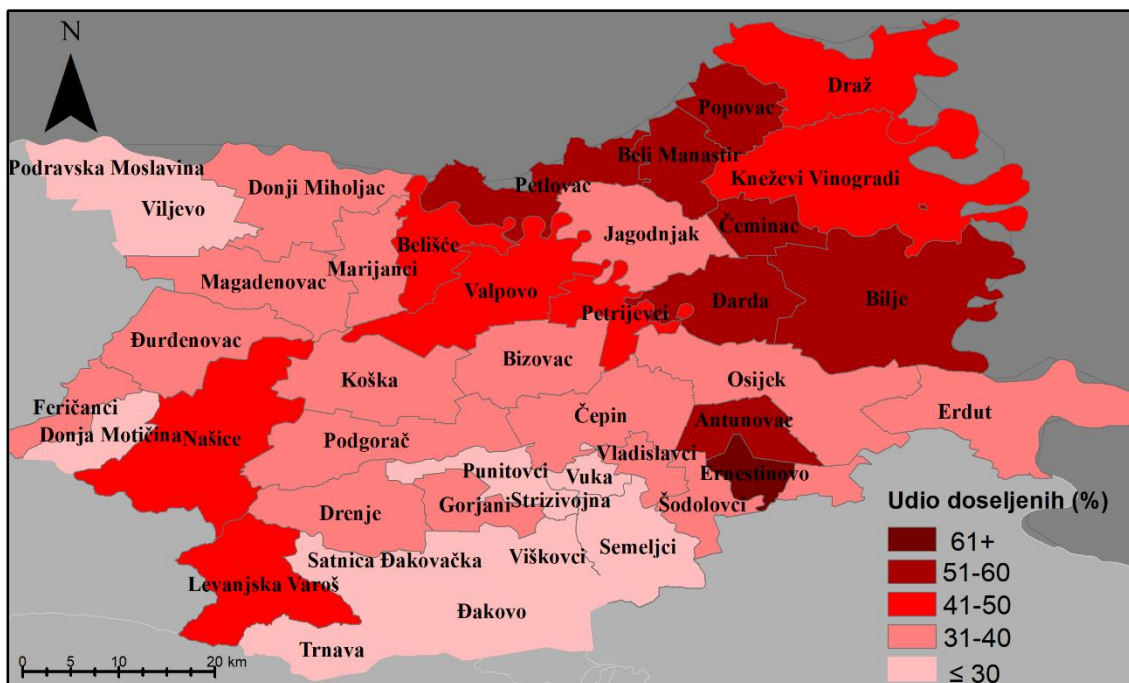 N
Draž
Popovac
Beli Manastir
Podravska Moslavina
Donji Miholjac
Petlovac
Kneževi Vinogradi
Viljevo
Jagodnjak
Čeminac
Belišće
Marijanci
Magadenovac
Valpovo
Darda
Bilje
Petrijevci
Đurđenovac
Bizovac
Koška
Osijek
Feričanci
Čepin
Erdut
Antunovac
Donja Motičina
Našice
Podgorač
Vladislavci
Punitovci
Vuka
Ernestinovo
Strizivojna
Gorjani
Šodolovci
Drenje
Semeljci
Satnica Đakovačka
Viškovci
Levanjska Varoš
Đakovo
Trnava
Udio doseljenih (%)
61+
51-60
41-50
31-40
≤ 30
0 5 10 20 km